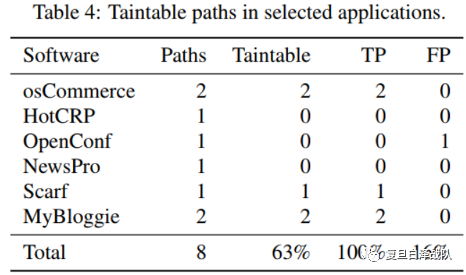 Table 4: Taintable paths in selected applications.
Software Paths Taintable TP FP
osCommerce 2 2 2 0
HotCRP 1 0 0 0
OpenConf 1 0 0 1
NewsPro 1 0 0 0
Scarf 1 1 1 0
MyBloggie 2 2 2 0
Total 8 63% 100% 16%
复旦白泽战队